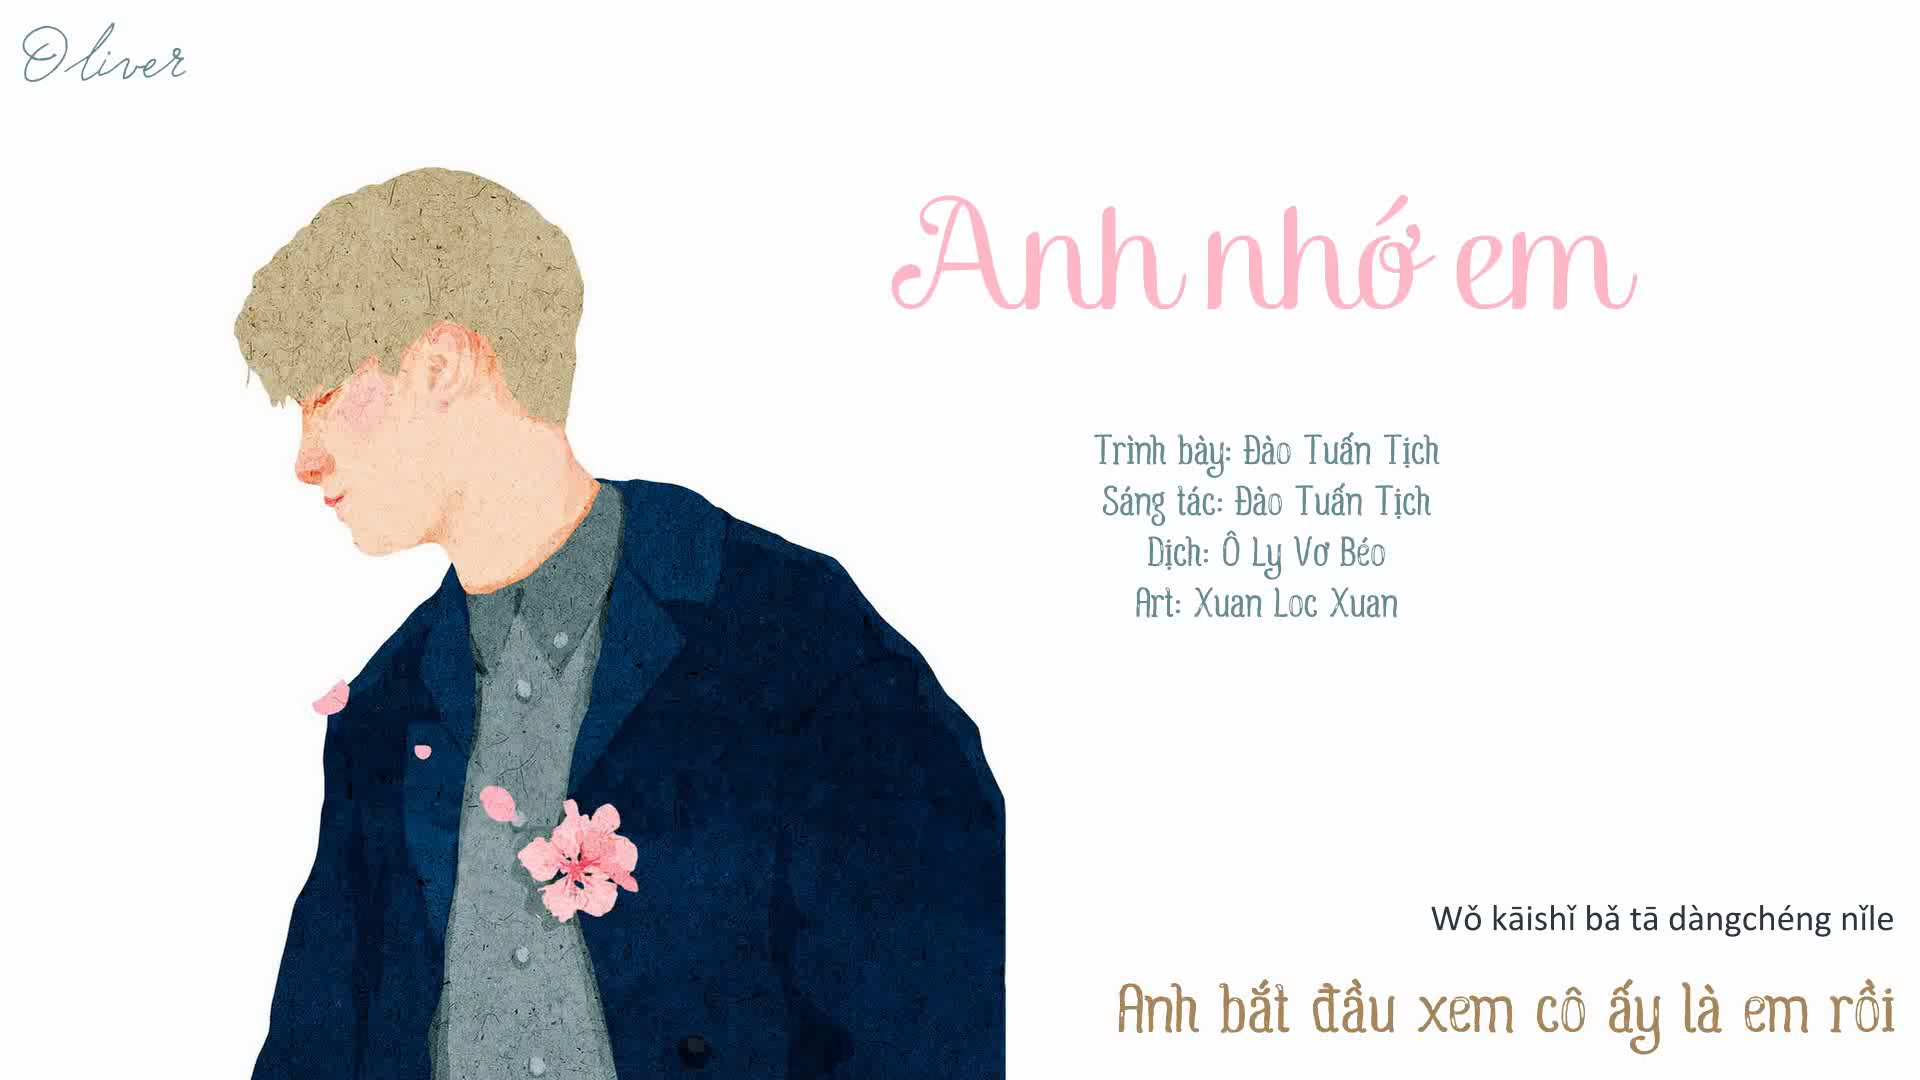 Oliver
Anh nhớ em
Trình bày: Đào Tuấn Tịch
Sáng tác: Đào Tuấn Tịch
Dịch: Ô Ly Vơ Béo
Art: Xuan Loc Xuan
Wǒ kāishǐ bǎ tā dàngchéng nǐle
Anh bắt đầu xem cô ấy là em rồi